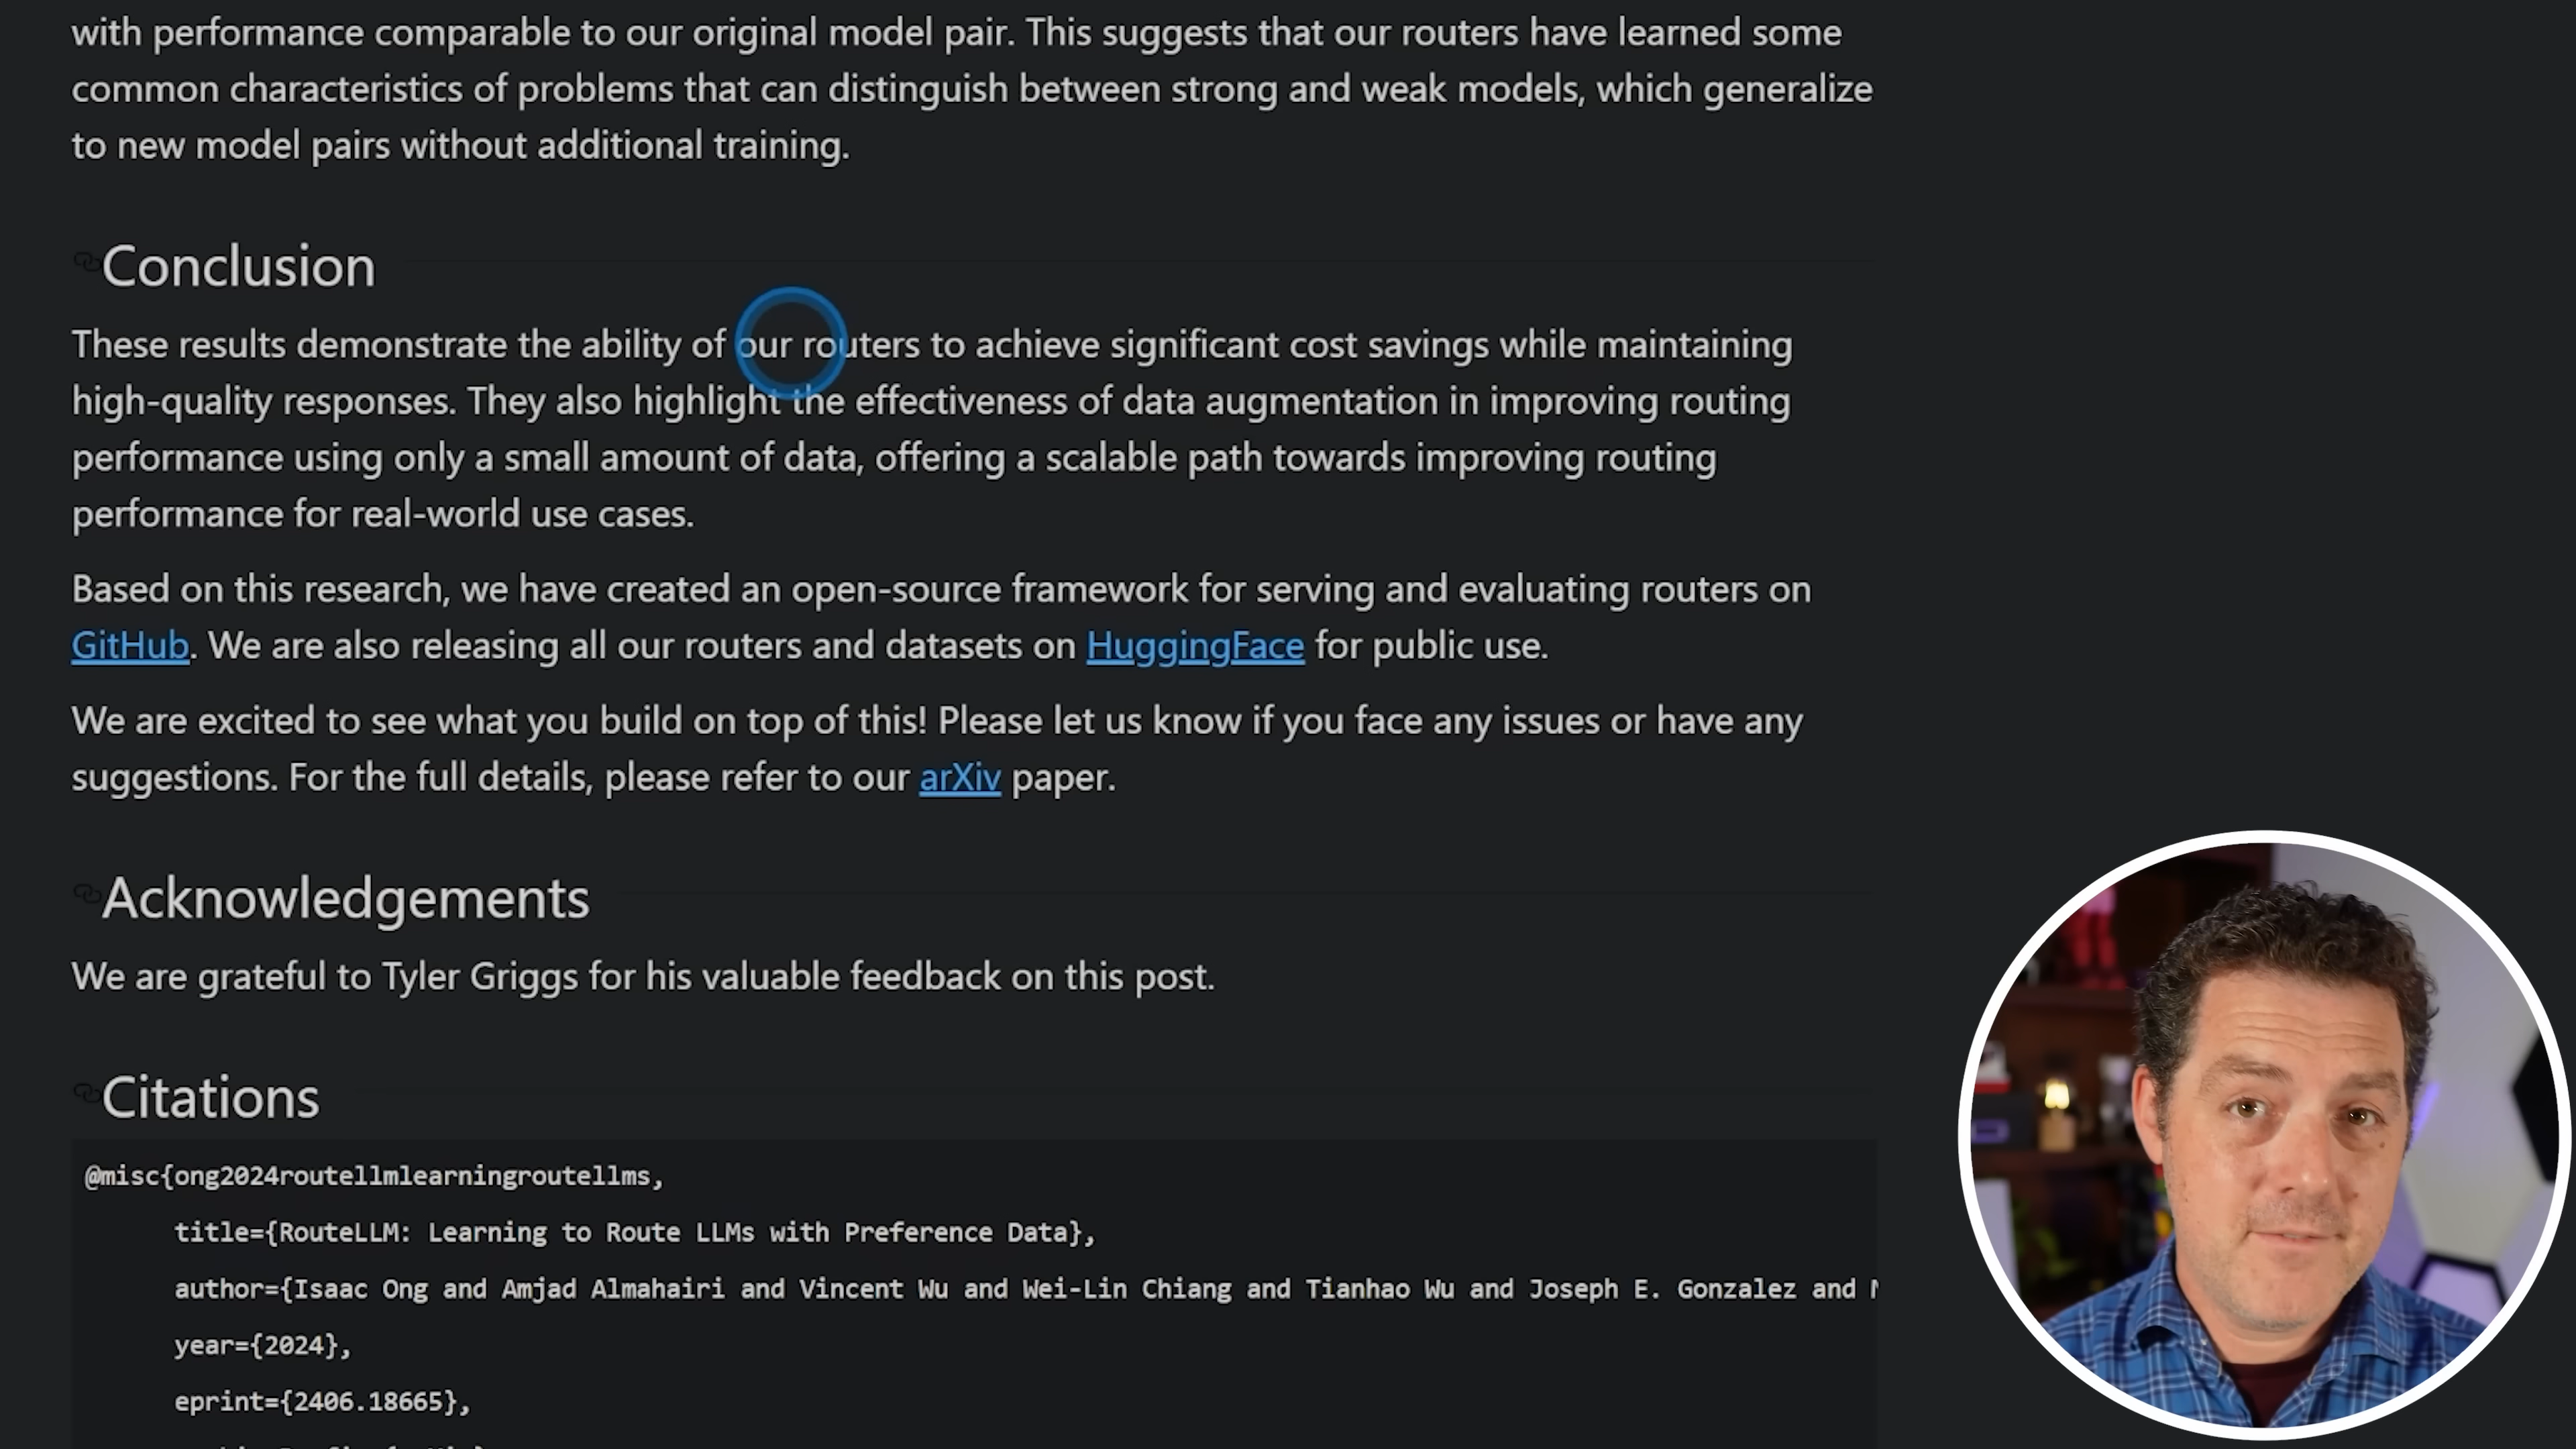 with performance comparable to our original model pair. This suggests that our routers have learned some
common characteristics of problems that can distinguish between strong and weak models, which generalize
to new model pairs without additional training.
Conclusion
These results demonstrate the ability of our routers to achieve significant cost savings while maintaining
high-quality responses. They also highlight the effectiveness of data augmentation in improving routing
performance using only a small amount of data, offering a scalable path towards improving routing
performance for real-world use cases.
Based on this research, we have created an open-source framework for serving and evaluating routers on
GitHub. We are also releasing all our routers and datasets on HuggingFace for public use.
We are excited to see what you build on top of this! Please let us know if you face any issues or have any
suggestions. For the full details, please refer to our arXiv paper.
Acknowledgements
We are grateful to Tyler Griggs for his valuable feedback on this post.
Citations
@misc{ong2024routellmlearningroutellms,
title={RouteLLM: Learning to Route LLMs with Preference Data},
author={Isaac Ong and Amjad Almahairi and Vincent Wu and Wei-Lin Chiang and Tianhao Wu and Joseph E. Gonzalez and
year={2024},
eprint={2406.18665},